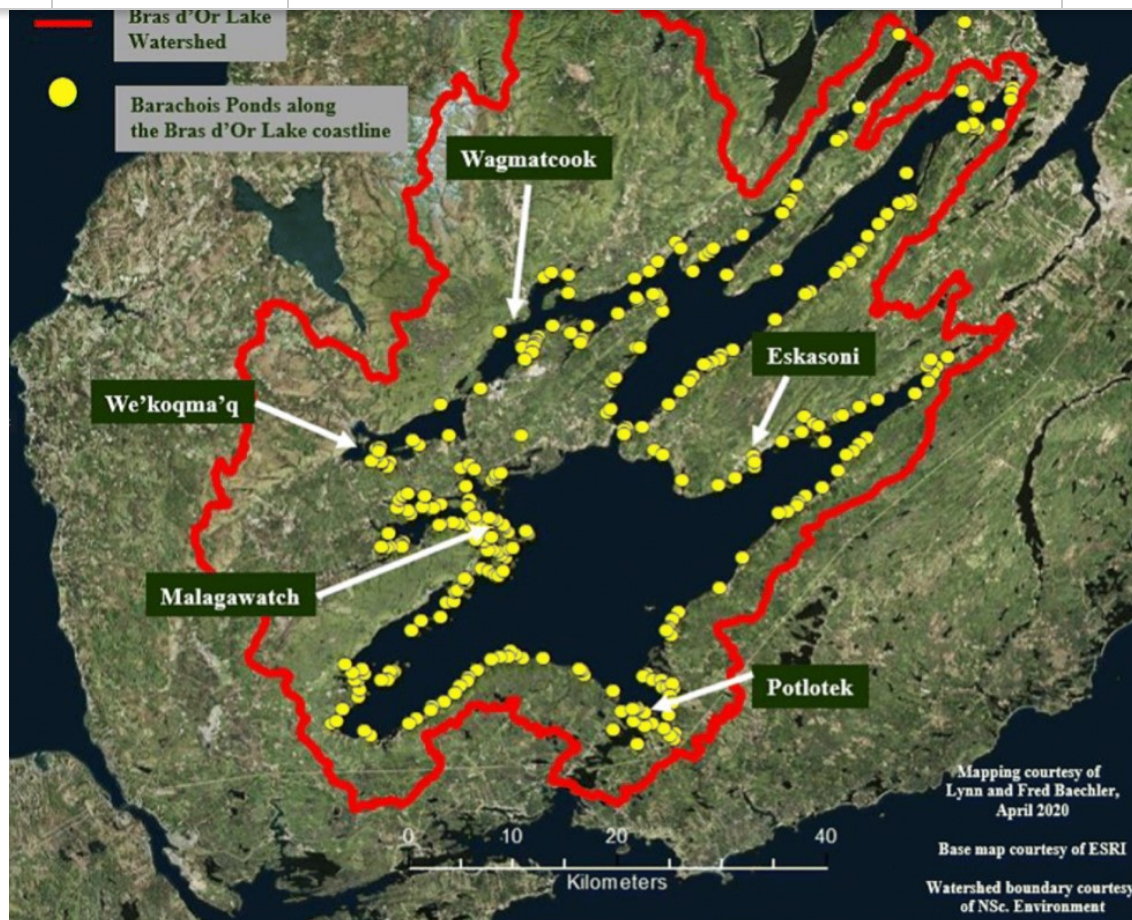 Bras d'Or Lake
Watershed
Barachois Ponds along
the Bras d'Or Lake coastline
Wagmatcook
Eskasoni
We'koqma'q
Malagawatch
Potlotek
Mapping courtesy of
Lynn and Fred Baechler,
April 2020
Base map courtesy of ESRI
Watershed boundary courtesy
of NSc. Environment
0 10 20 40
Kilometers